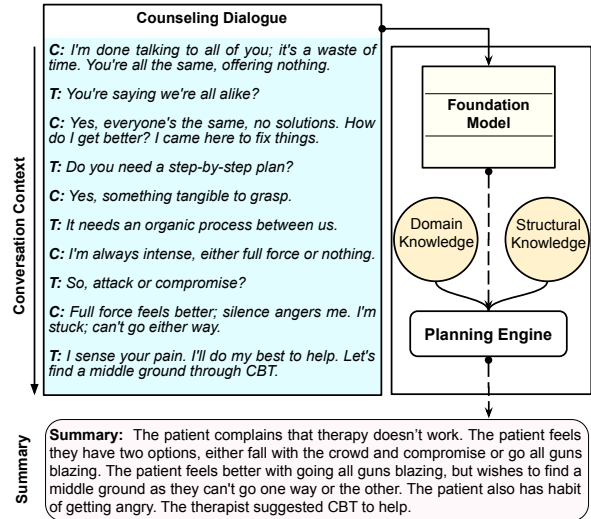 Counseling Dialogue
C: I'm done talking to all of you; it's a waste of
time. You're all the same, offering nothing.
T: You're saying we're all alike?
C: Yes, everyone's the same, no solutions. How
do I get better? I came here to fix things.
T: Do you need a step-by-step plan?
C: Yes, something tangible to grasp.
T: It needs an organic process between us.
C: I'm always intense, either full force or nothing.
T: So, attack or compromise?
C: Full force feels better; silence angers me. I'm
stuck; can't go either way.
T: I sense your pain. I'll do my best to help. Let's
find a middle ground through CBT.
Conversation Context
Foundation
Model
Domain
Knowledge
Structural
Knowledge
Planning Engine
Summary
Summary: The patient complains that therapy doesn't work. The patient feels
they have two options, either fall with the crowd and compromise or go all guns
blazing. The patient feels better with going all guns blazing, but wishes to find a
middle ground as they can't go one way or the other. The patient also has habit
of getting angry. The therapist suggested CBT to help.